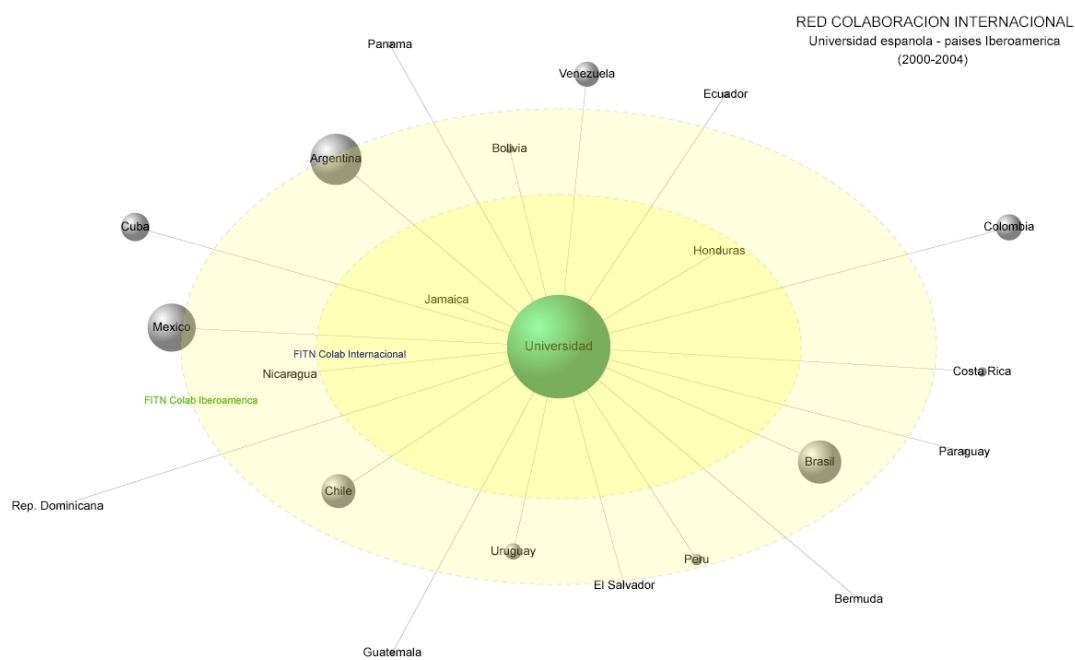 RED COLABORACION INTERNACIONAL
Universidad espanola - paises Iberoamerica
(2000-2004)
Panama
Venezuela
Ecuador
Bolivia
Argentina
Cuba
Colombia
Honduras
Jamaica
Mexico
Universidad
FITN Colab Internacional
Nicaragua
Costa Rica
FITN Colab Iberoamerica
Paraguay
Brasil
Chile
Rep. Dominicana
Uruguay
Peru
El Salvador
Bermuda
Guatemala